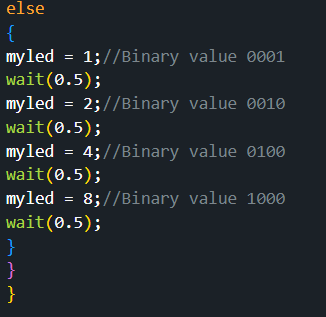 else
{
myled = 1;//Binary value 0001
wait(0.5);
myled = 2;//Binary value 0010
wait(0.5);
myled = 4;//Binary value 0100
wait(0.5);
myled = 8;//Binary value 1000
wait(0.5);
}
}
}